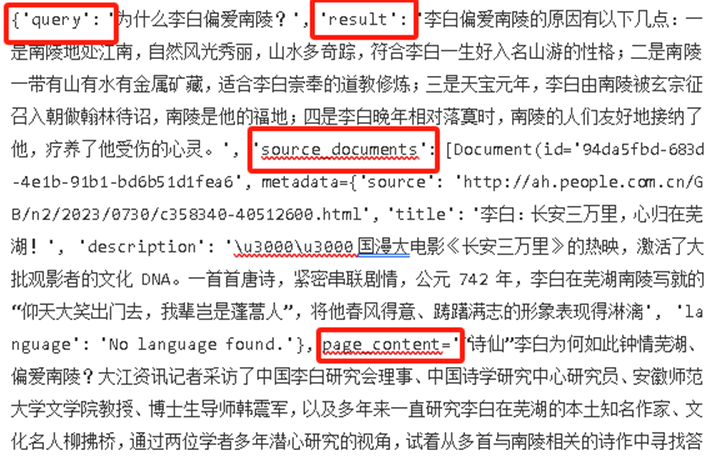 {'query': '为什么李白偏爱南陵？', 'result': '李白偏爱南陵的原因有以下几点：一
是南陵地处江南，自然风光秀丽，山水多奇踪，符合李白一生好入名山游的性格；二是南陵
一带有山有水有金属矿藏，适合李白崇奉的道教修炼；三是天宝元年，李白由南陵被玄宗征
召入朝做翰林待诏，南陵是他的福地；四是李白晚年相对落寞时，南陵的人们友好地接纳了
他，疗养了他受伤的心灵。', 'source_documents': [Document(id='94da5fbd-683d
-4e1b-91b1-bd6b51d1fea6', metadata={'source': 'http://ah.people.com.cn/G
B/n2/2023/0730/c358340-40512600.html', 'title': '李白：长安三万里，心归在芜
湖！', 'description': '\u3000\u3000国漫大电影《长安三万里》的热映，激活了大
批观影者的文化 DNA。一首首唐诗，紧密串联剧情，公元 742 年，李白在芜湖南陵写就的
“仰天大笑出门去，我辈岂是蓬蒿人”，将他春风得意、踌躇满志的形象表现得淋漓', 'la
nguage': 'No language found.'}, page_content='“诗仙”李白为何如此钟情芜湖、
偏爱南陵？大江资讯记者采访了中国李白研究会理事、中国诗学研究中心研究员、安徽师范
大学文学院教授、博士生导师韩震军，以及多年来一直研究李白在芜湖的本土知名作家、文
化名人柳拂桥，通过两位学者多年潜心研究的视角，试着从多首与南陵相关的诗作中寻找答